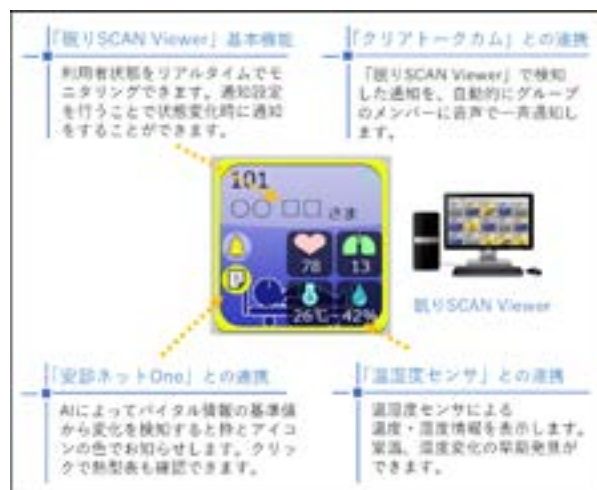 「眠りSCAN Viewer」基本機能
利用者状態をリアルタイムでモ
ニタリングできます。通知設定
を行うことで状態変化時に通知
をすることができます。
「クリアトークカム」との連携
「眠りSCAN Viewer」で検知
した通知を、自動的にグループ
のメンバーに音声で一斉通知し
ます。
101
○○ □□ さま
78
13
26℃
42%
眠りSCAN Viewer
「安診ネットOne」との連携
AIによってバイタル情報の基準値
から変化を検知すると枠とアイコ
ンの色でお知らせします。クリッ
クで熱型表も確認できます。
「温湿度センサ」との連携
温湿度センサによる
温度・湿度情報を表示します。
室温、湿度変化の早期発見が
できます。